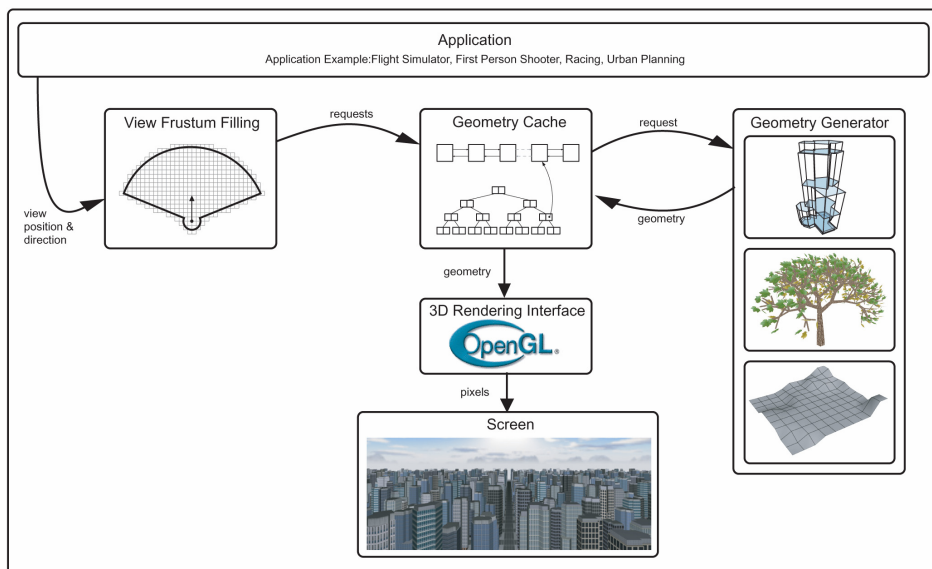 Application
Application Example:Flight Simulator, First Person Shooter, Racing, Urban Planning
View Frustum Filling
requests
Geometry Cache
request
Geometry Generator
view
position &
direction
geometry
geometry
3D Rendering Interface
OpenGL®
pixels
Screen